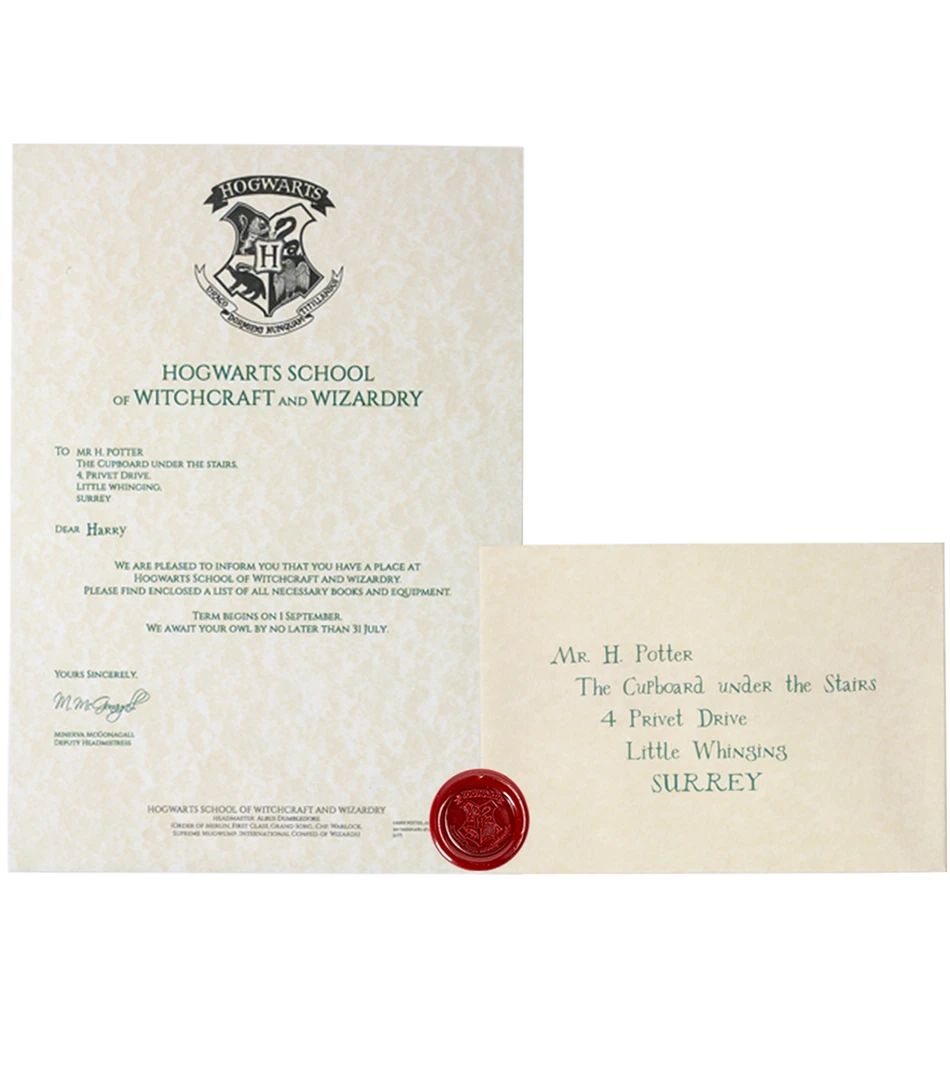 HOGWARTS
H
DRACO DORMIENS NUNQUAM TITILLANDUS
HOGWARTS SCHOOL
OF WITCHCRAFT AND WIZARDRY
TO MR H. POTTER
THE CUPBOARD UNDER THE STAIRS,
4, PRIVET DRIVE,
LITTLE WHINGING,
SURREY
DEAR Harry
WE ARE PLEASED TO INFORM YOU THAT YOU HAVE A PLACE AT
HOGWARTS SCHOOL OF WITCHCRAFT AND WIZARDRY.
PLEASE FIND ENCLOSED A LIST OF ALL NECESSARY BOOKS AND EQUIPMENT.
TERM BEGINS ON 1 SEPTEMBER.
WE AWAIT YOUR OWL BY NO LATER THAN 31 JULY.
YOURS SINCERELY,
M. McGonagall
MINERVA MCGONAGALL
DEPUTY HEADMISTRESS
HOGWARTS SCHOOL OF WITCHCRAFT AND WIZARDRY
HEADMASTER: ALBUS DUMBLEDORE
(ORDER OF MERLIN, FIRST CLASS, GRAND SORC., CHF. WARLOCK,
SUPREME MUGWUMP, INTERNATIONAL CONFED. OF WIZARDS)
Mr. H. Potter
The Cupboard under the Stairs
4 Privet Drive
Little Whinging
SURREY
HOGWARTS